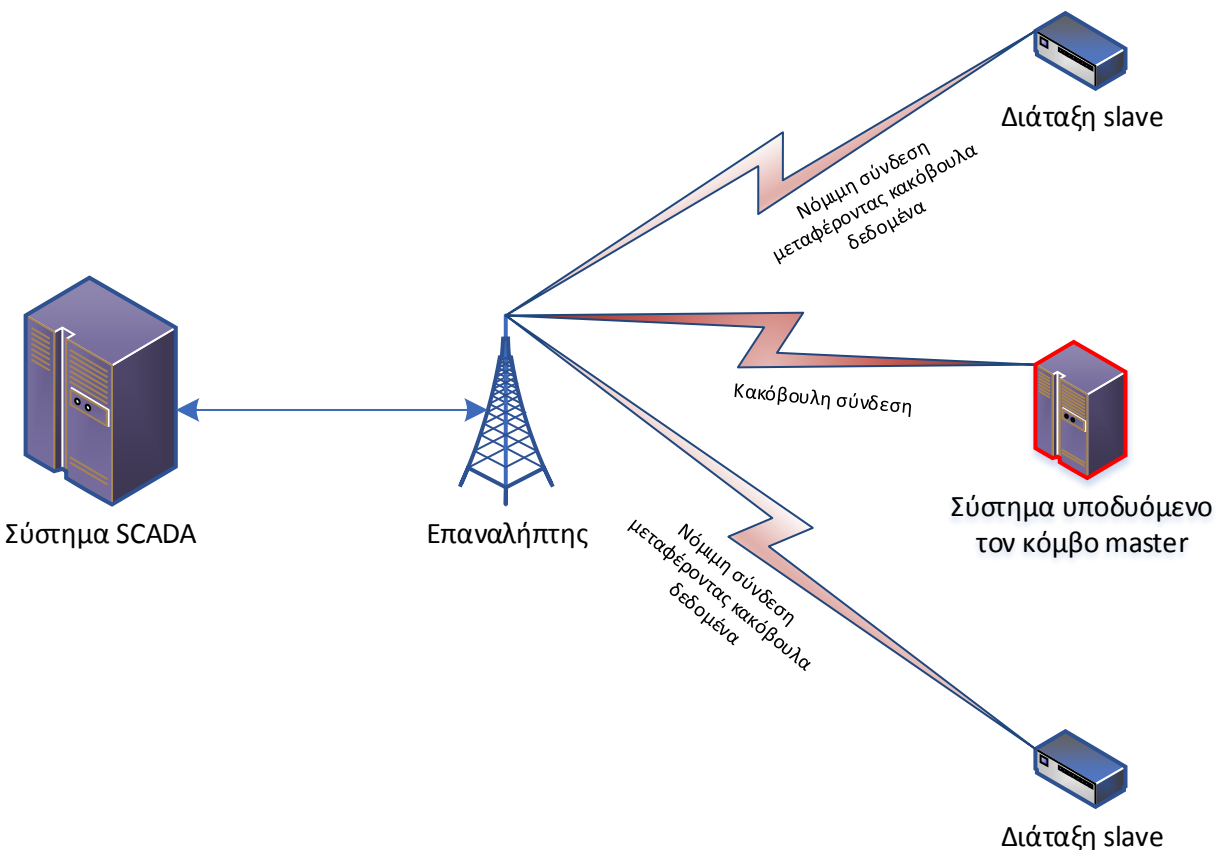 Διάταξη slave
Νόμιμη σύνδεση
μεταφέροντας κακόβουλα
δεδομένα
Κακόβουλη σύνδεση
Σύστημα SCADA
Επαναλήπτης
Σύστημα υποδυόμενο
τον κόμβο master
Νόμιμη σύνδεση
μεταφέροντας κακόβουλα
δεδομένα
Διάταξη slave